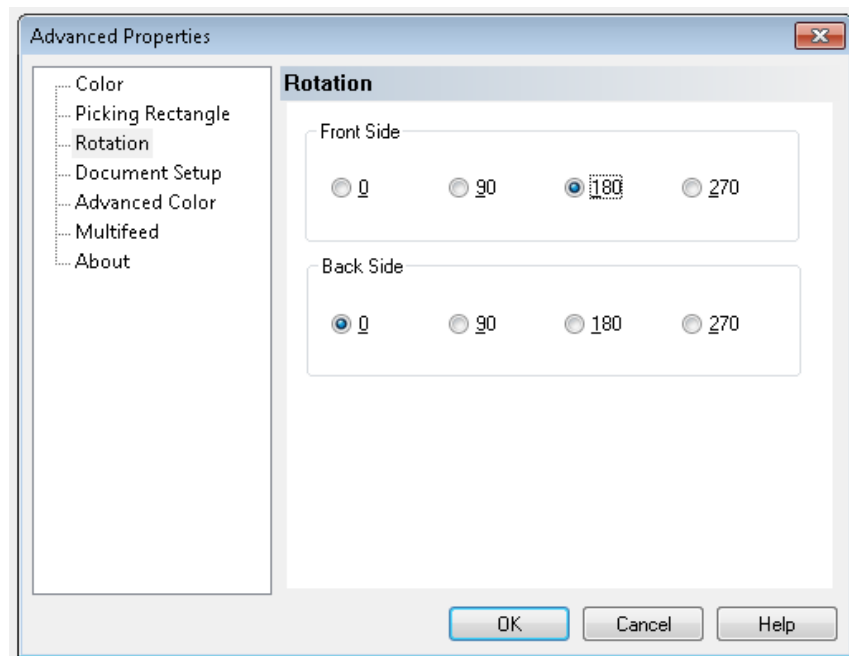 Advanced Properties
Color
Picking Rectangle
Rotation
Document Setup
Advanced Color
Multifeed
About
Rotation
Front Side
0 90 180 270
Back Side
0 90 180 270
OK Cancel Help